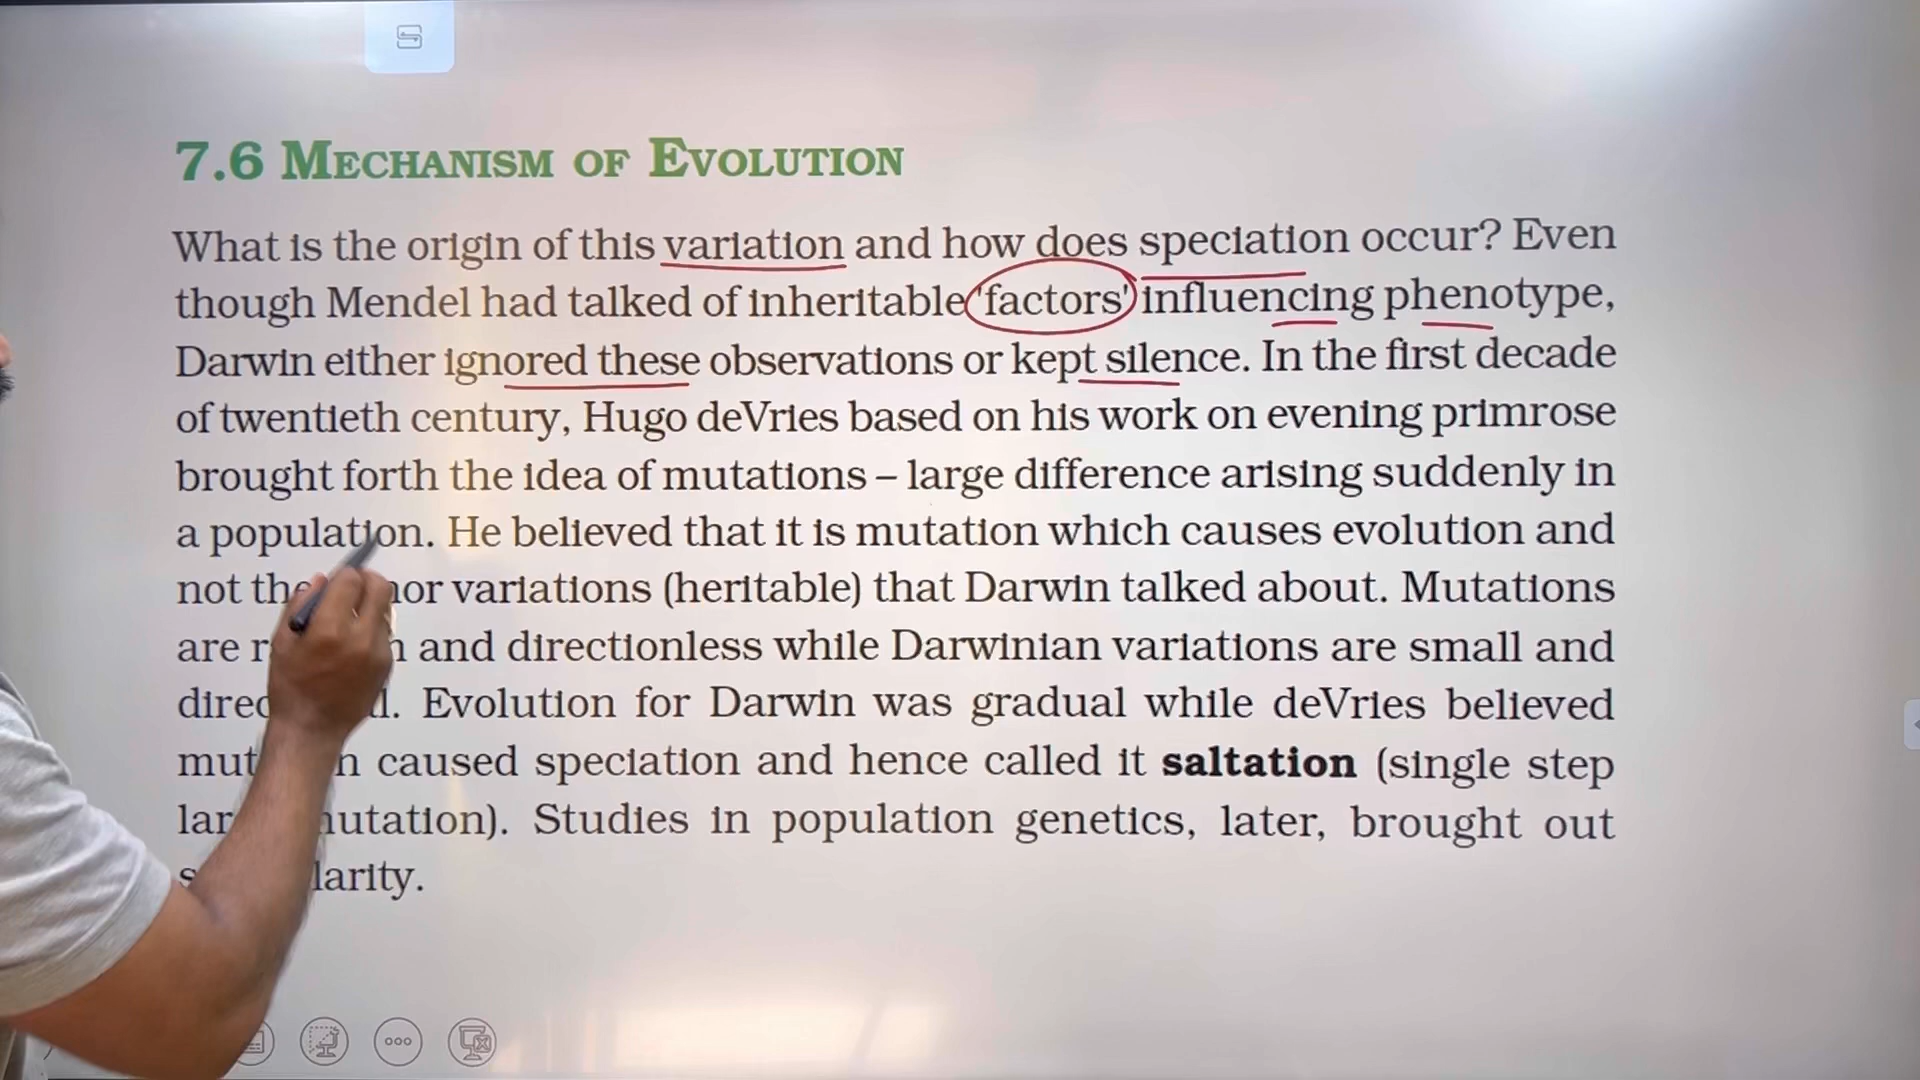 7.6 MECHANISM OF EVOLUTION
What is the origin of this variation and how does speciation occur? Even
though Mendel had talked of inheritable 'factors' influencing phenotype,
Darwin either ignored these observations or kept silence. In the first decade
of twentieth century, Hugo deVries based on his work on evening primrose
brought forth the idea of mutations – large difference arising suddenly in
a population. He believed that it is mutation which causes evolution and
not variations (heritable) that Darwin talked about. Mutations
are and directionless while Darwinian variations are small and
Evolution for Darwin was gradual while deVries believed
caused speciation and hence called it saltation (single step
Studies in population genetics, later, brought out